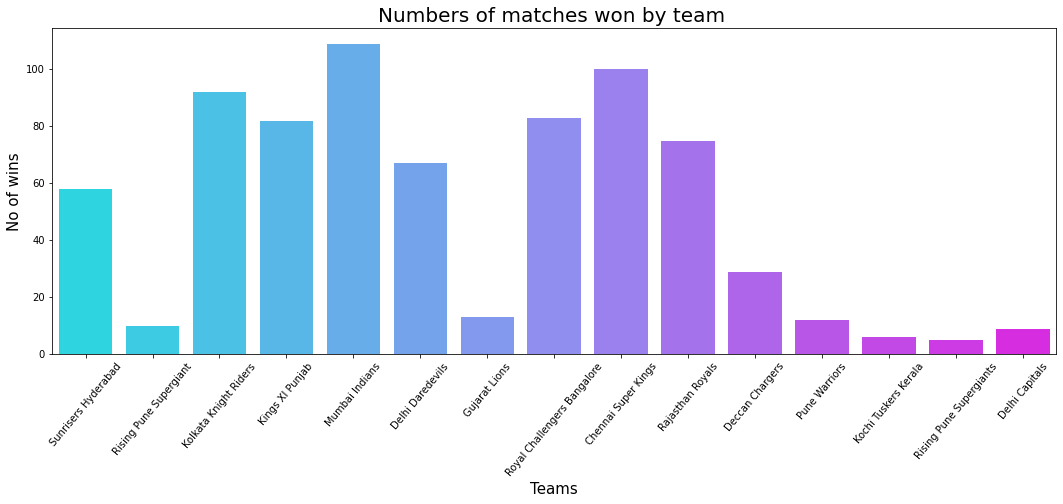 Numbers of matches won by team
No of wins
100
80
60
40
20
0
Sunrisers Hyderabad
Rising Pune Supergiant
Kolkata Knight Riders
Kings XI Punjab
Mumbai Indians
Delhi Daredevils
Gujarat Lions
Royal Challengers Bangalore
Chennai Super Kings
Rajasthan Royals
Deccan Chargers
Pune Warriors
Kochi Tuskers Kerala
Rising Pune Supergiants
Delhi Capitals
Teams